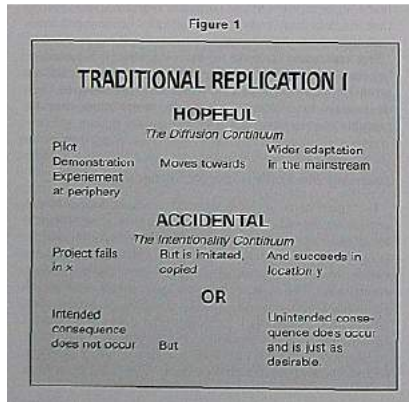 Figure 1
TRADITIONAL REPLICATION I
HOPEFUL
The Diffusion Continuum
Pilot
Demonstration
Experiement
at periphery
Moves towards
Wider adaptation
in the mainstream
ACCIDENTAL
The Intentionality Continuum
Project fails
in x
But is imitated,
copied
And succeeds in
location y
OR
Intended
consequence
does not occur
But
Unintended conse-
quence does occur
and is just as
desirable.